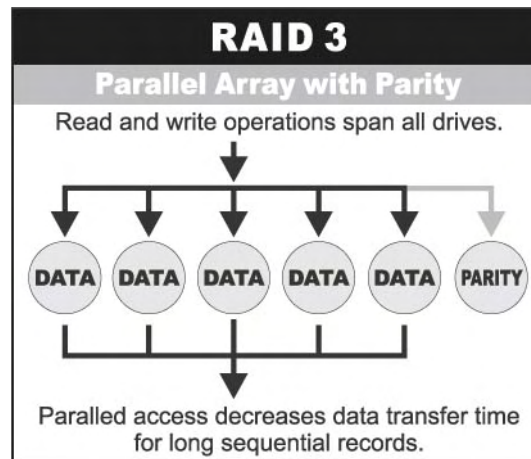 RAID 3
Parallel Array with Parity
Read and write operations span all drives.
DATA DATA DATA DATA DATA PARITY
Paralled access decreases data transfer time
for long sequential records.